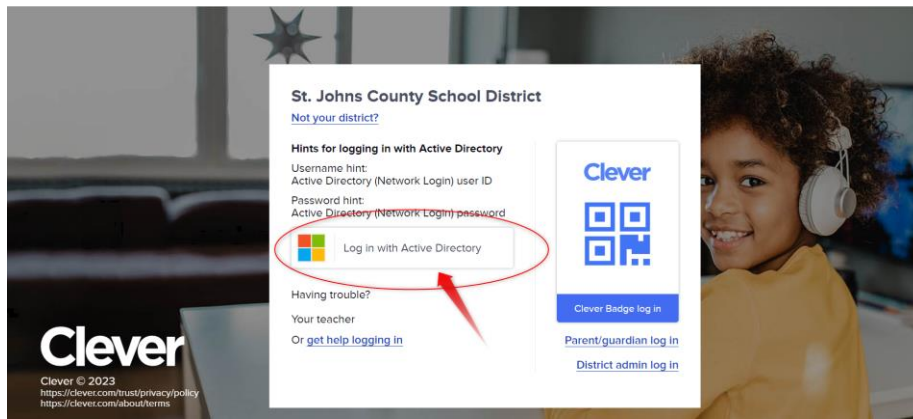 St. Johns County School District
Not your district?
Hints for logging in with Active Directory
Username hint:
Active Directory (Network Login) user ID
Password hint:
Active Directory (Network Login) password
Log in with Active Directory
Having trouble?
Your teacher
Or get help logging in
Clever
Clever Badge log in
Parent/guardian log in
District admin log in
Clever
Clever © 2023
https://clever.com/trust/privacy/policy
https://clever.com/about/terms